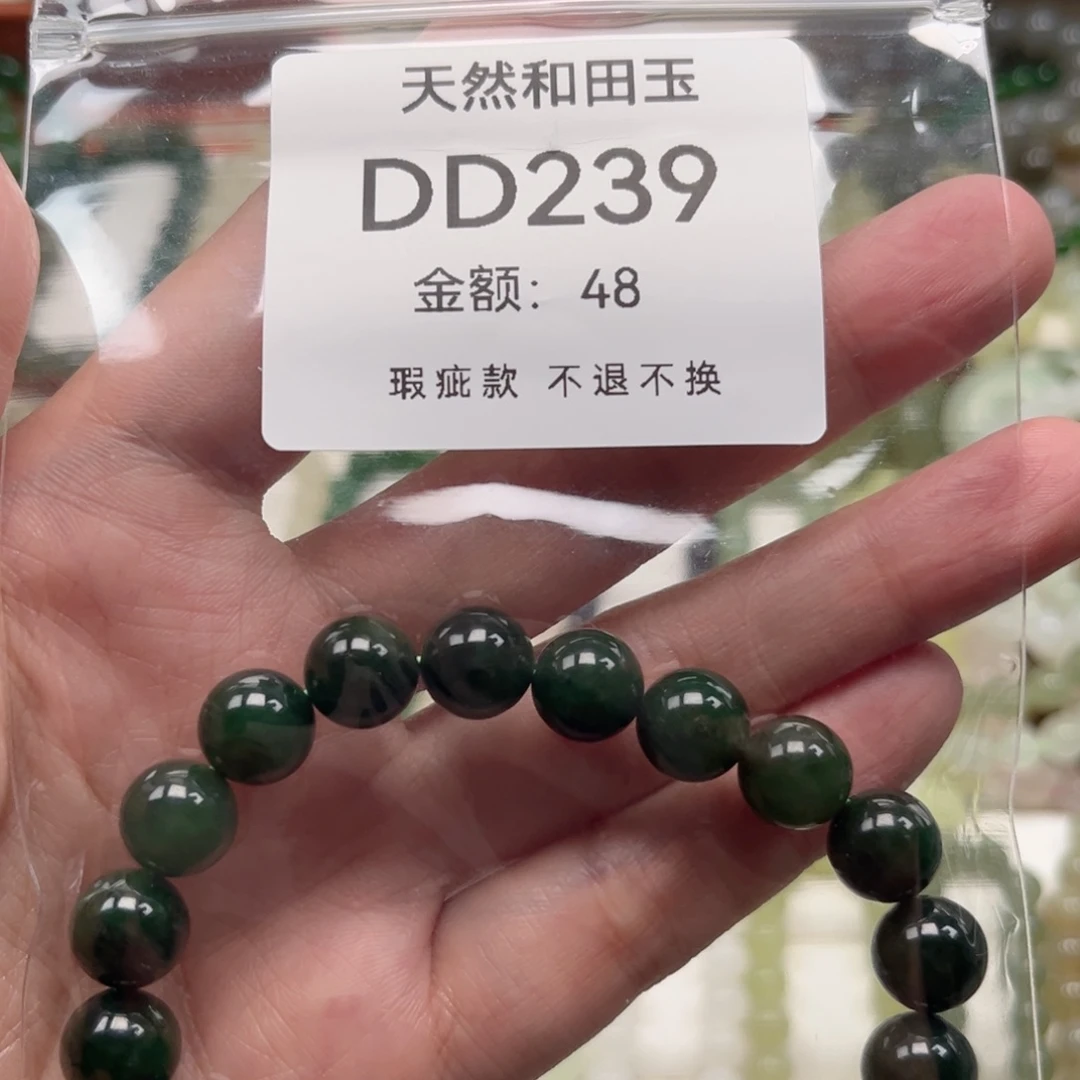 天然和田玉
DD239
金额：48
瑕疵款 不退不换